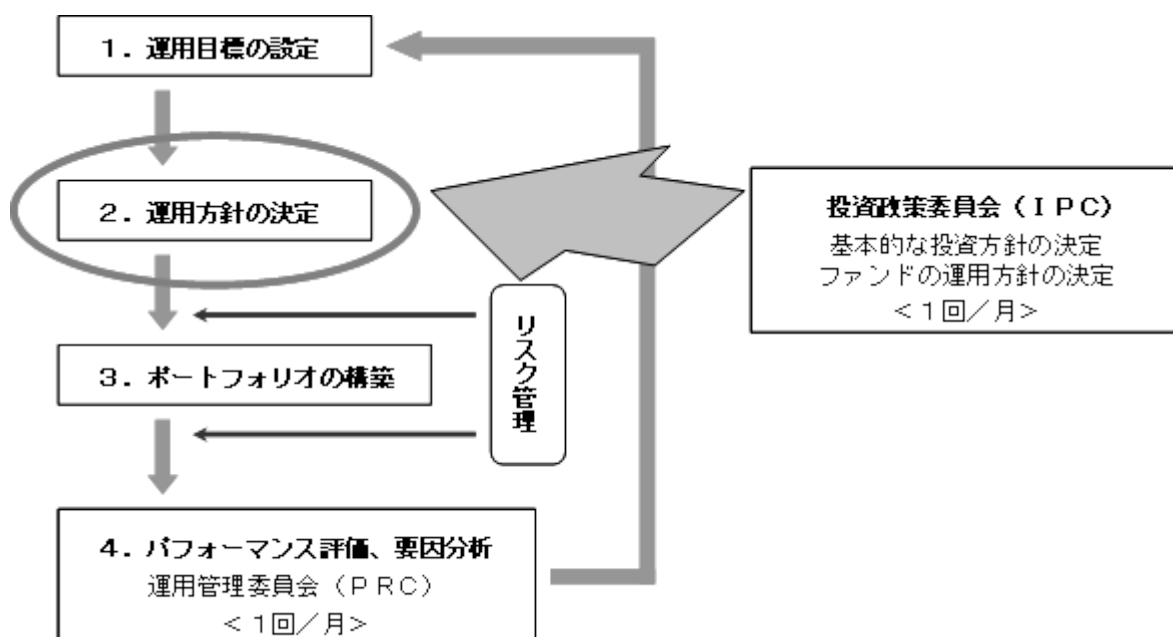 １．運用目標の設定
２．運用方針の決定
３．ポートフォリオの構築
４．パフォーマンス評価、要因分析
運用管理委員会（ＰＲＣ）
＜１回／月＞
リスク管理
投資政策委員会（ＩＰＣ）
基本的な投資方針の決定
ファンドの運用方針の決定
＜１回／月＞